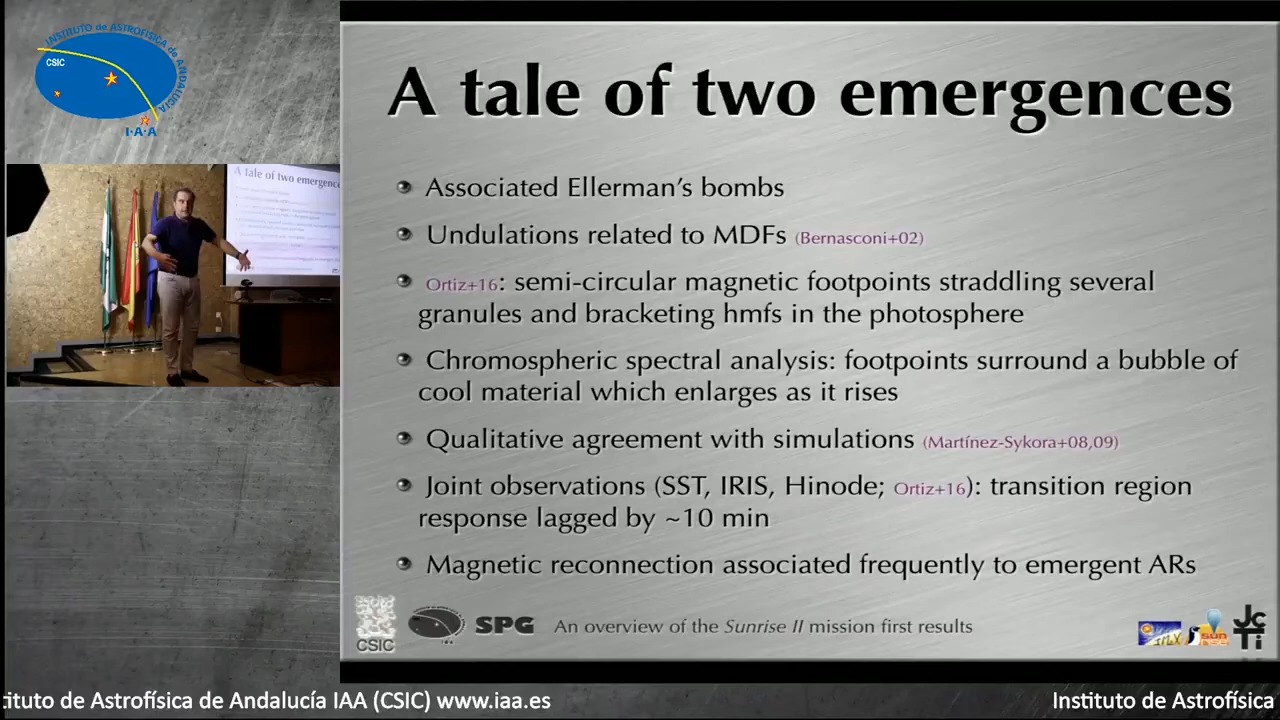 INSTITUTO de ASTROFÍSICA de ANDALUCÍA
CSIC
I·A·A
A tale of two emergence
A tale of two emergences
Associated Ellerman’s bombs
Undulations related to MDFs (Bernasconi+02)
Ortiz+16: semi-circular magnetic footpoints straddling several
granules and bracketing hmfs in the photosphere
Chromospheric spectral analysis: footpoints surround a bubble of
cool material which enlarges as it rises
Qualitative agreement with simulations (Martínez-Sykora+08,09)
Joint observations (SST, IRIS, Hinode; Ortiz+16): transition region
response lagged by ~10 min
Magnetic reconnection associated frequently to emergent ARs
CSIC
SPG
An overview of the Sunrise II mission first results
tituto de Astrofísica de Andalucía IAA (CSIC) www.iaa.es
Instituto de Astrofísica